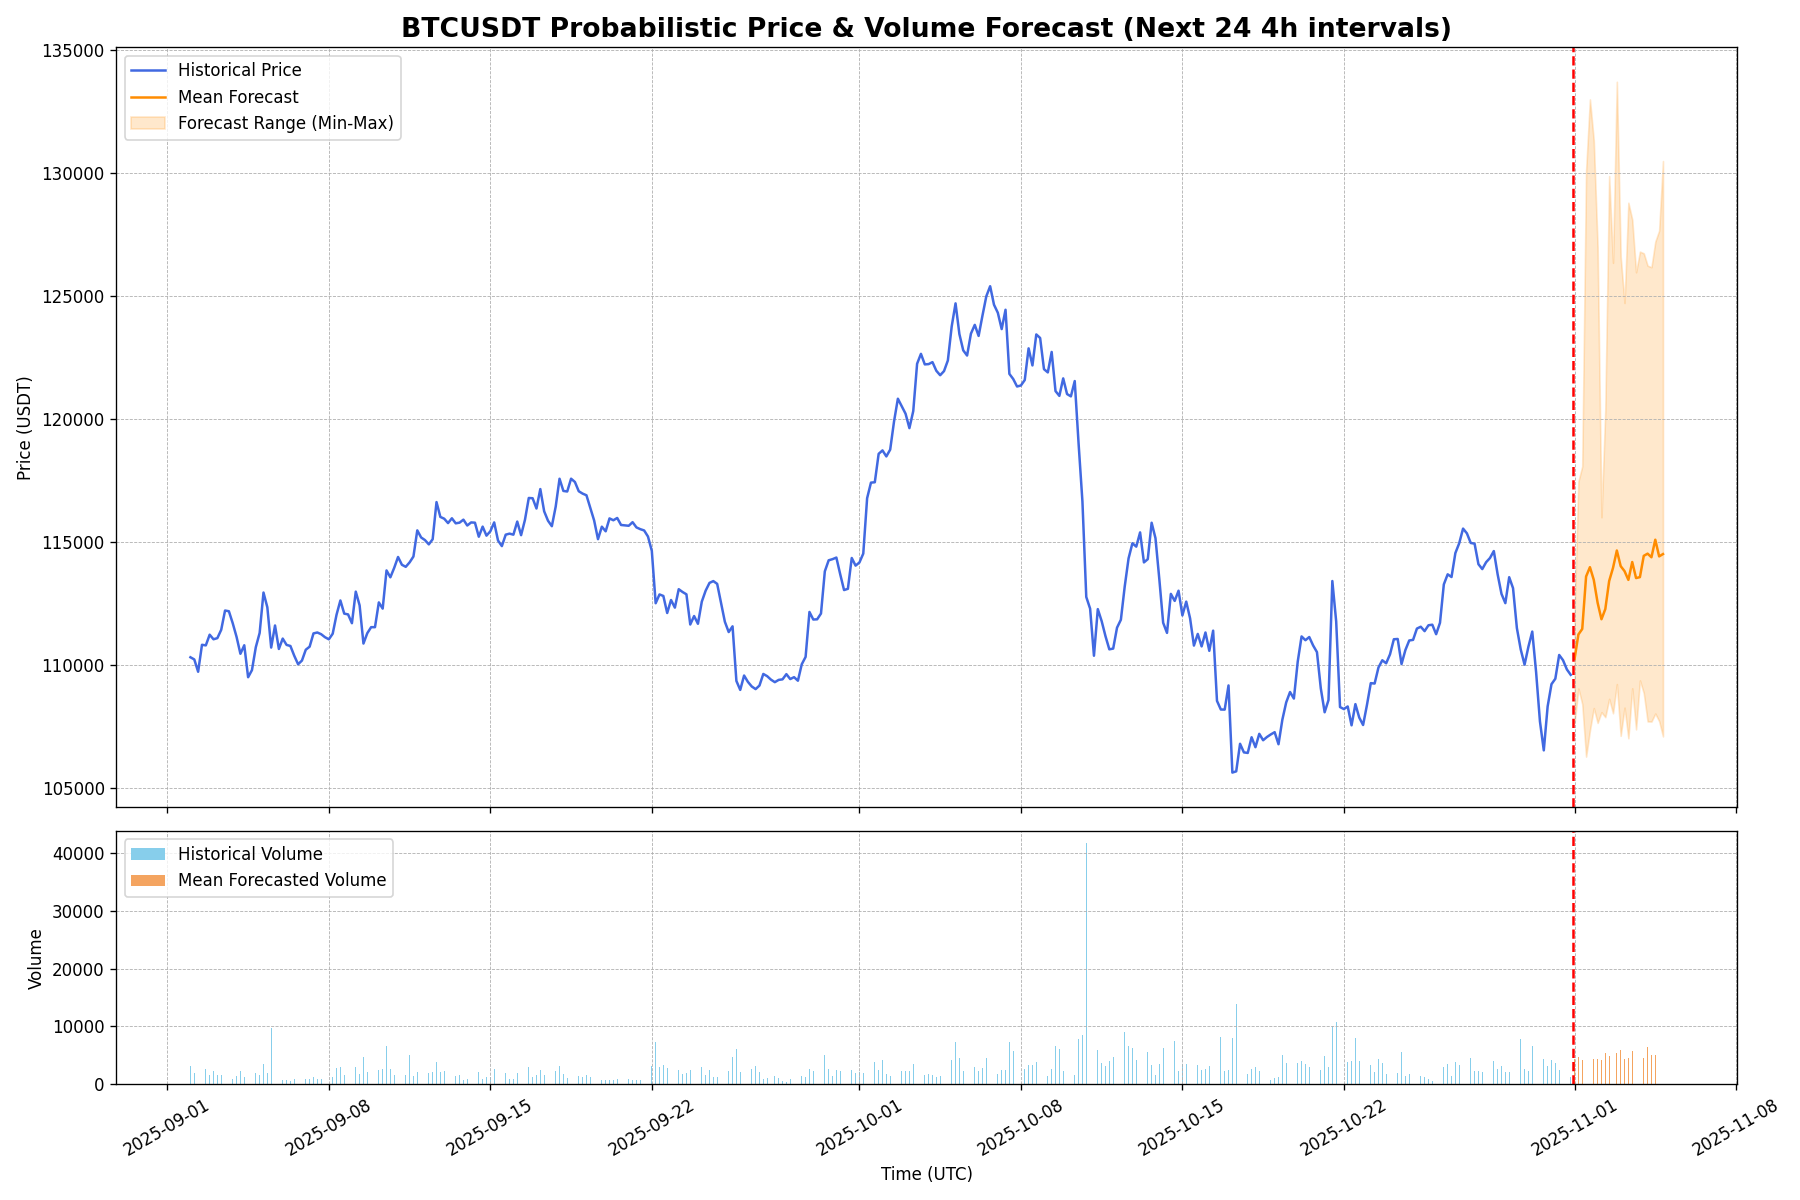 BTCUSDT Probabilistic Price & Volume Forecast (Next 24 4h intervals)
Historical Price
Mean Forecast
Forecast Range (Min-Max)
Price (USDT)
135000
130000
125000
120000
115000
110000
105000
Historical Volume
Mean Forecasted Volume
Volume
40000
30000
20000
10000
0
2025-09-01
2025-09-08
2025-09-15
2025-09-22
2025-10-01
2025-10-08
2025-10-15
2025-10-22
2025-11-01
2025-11-08
Time (UTC)